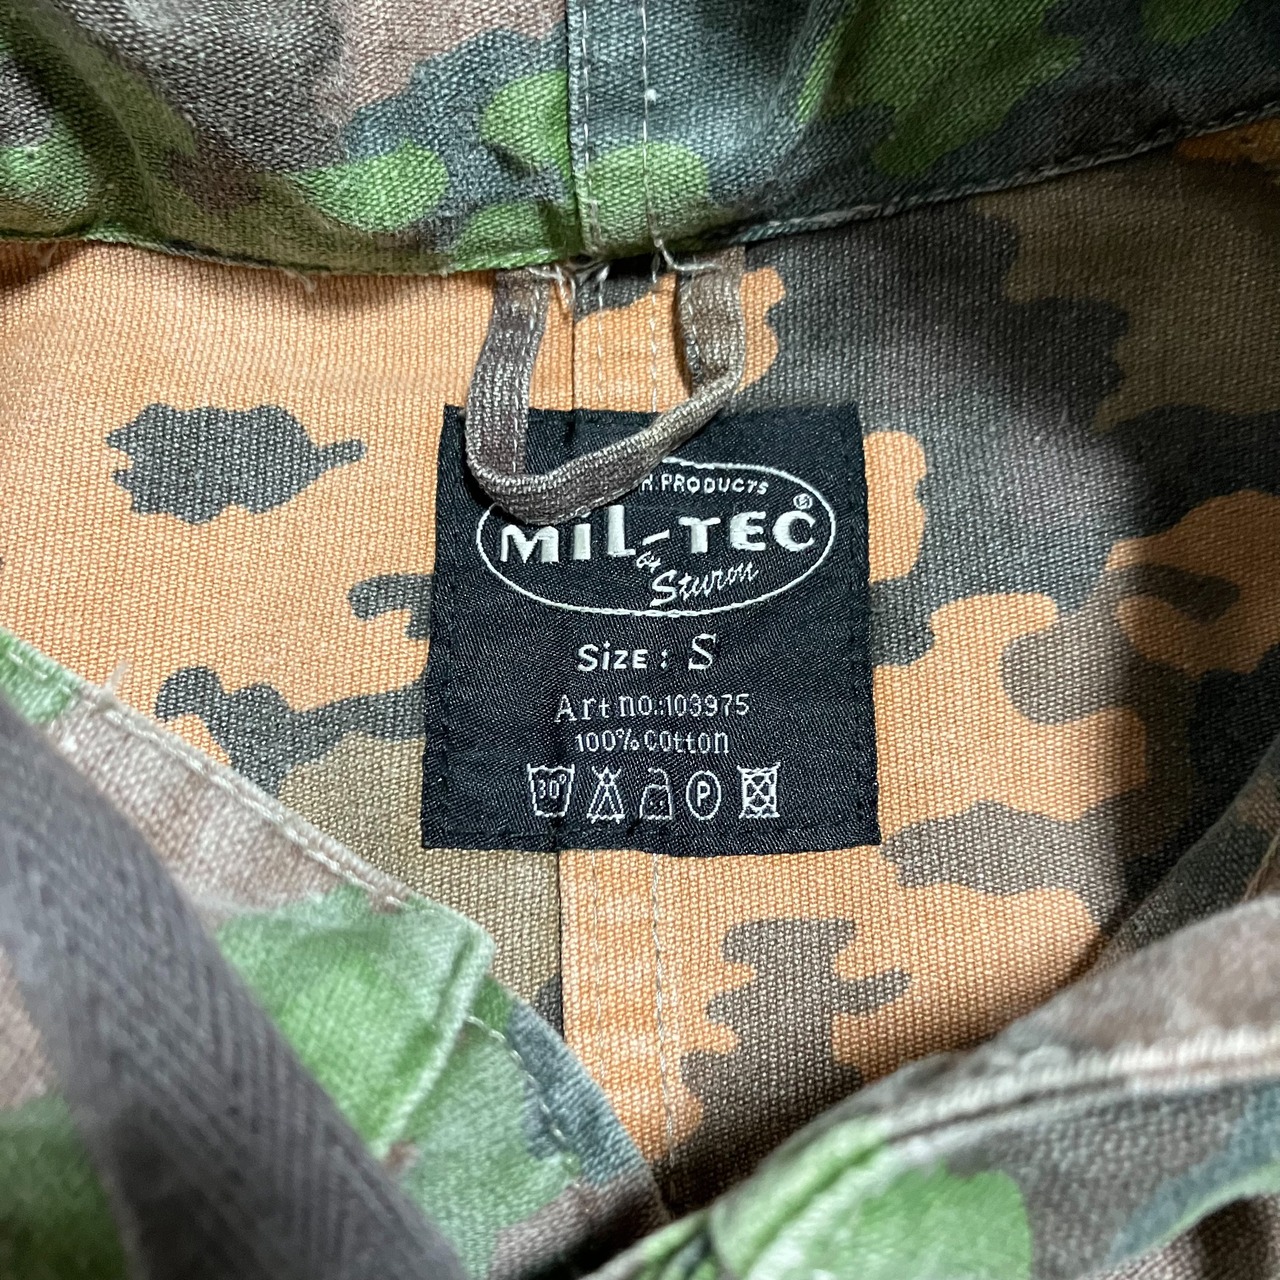 PRODUCTS
MIL-TEC®
by
Sturm
Size: S
Art no.:103975
100% cotton
30°
P